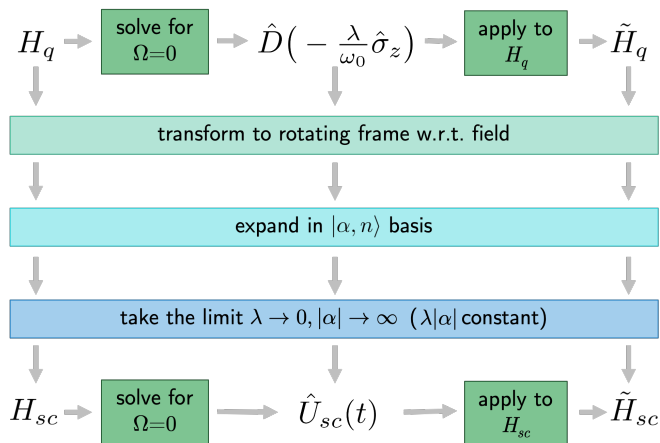 H_q solve for Ω=0 D̂(− λ/ω₀ σ̂_z) apply to H_q H̃_q
transform to rotating frame w.r.t. field
expand in |α, n⟩ basis
take the limit λ → 0, |α| → ∞ (λ|α| constant)
H_sc solve for Ω=0 Û_sc(t) apply to H_sc H̃_sc